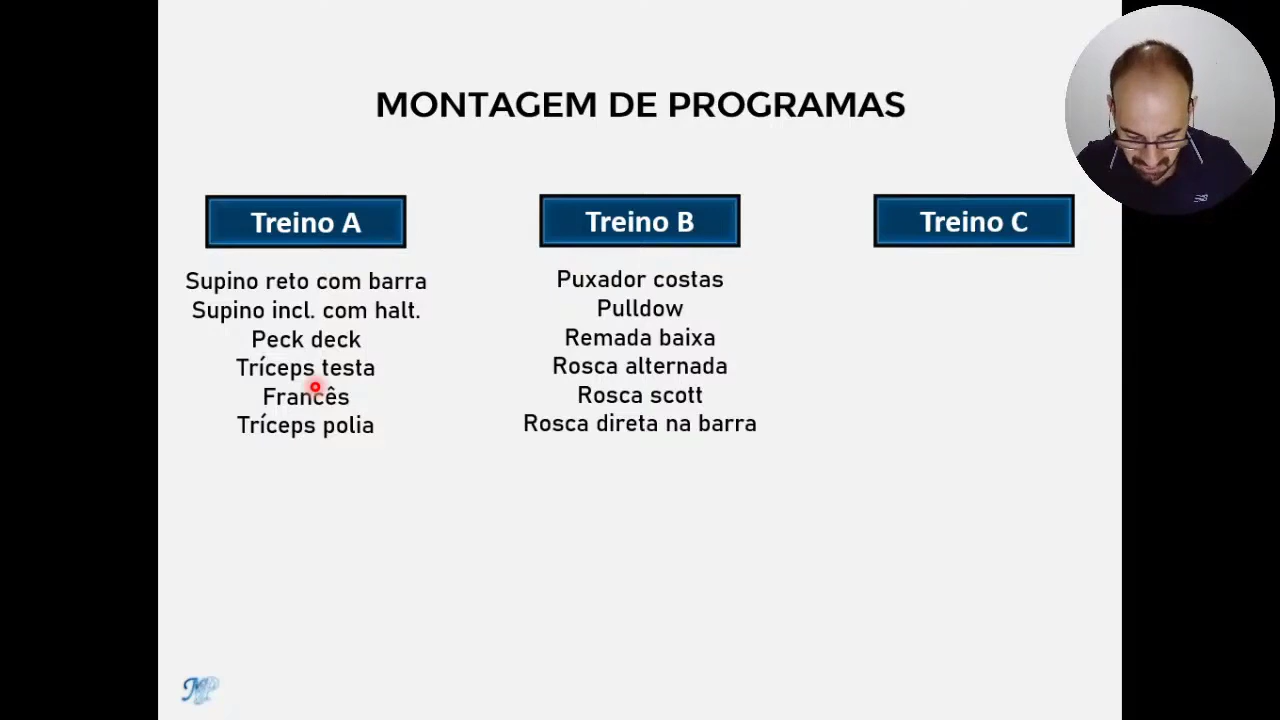 MONTAGEM DE PROGRAMAS
Treino A
Supino reto com barra
Supino incl. com halt.
Peck deck
Tríceps testa
Francês
Tríceps polia
Treino B
Puxador costas
Pulldow
Remada baixa
Rosca alternada
Rosca scott
Rosca direta na barra
Treino C